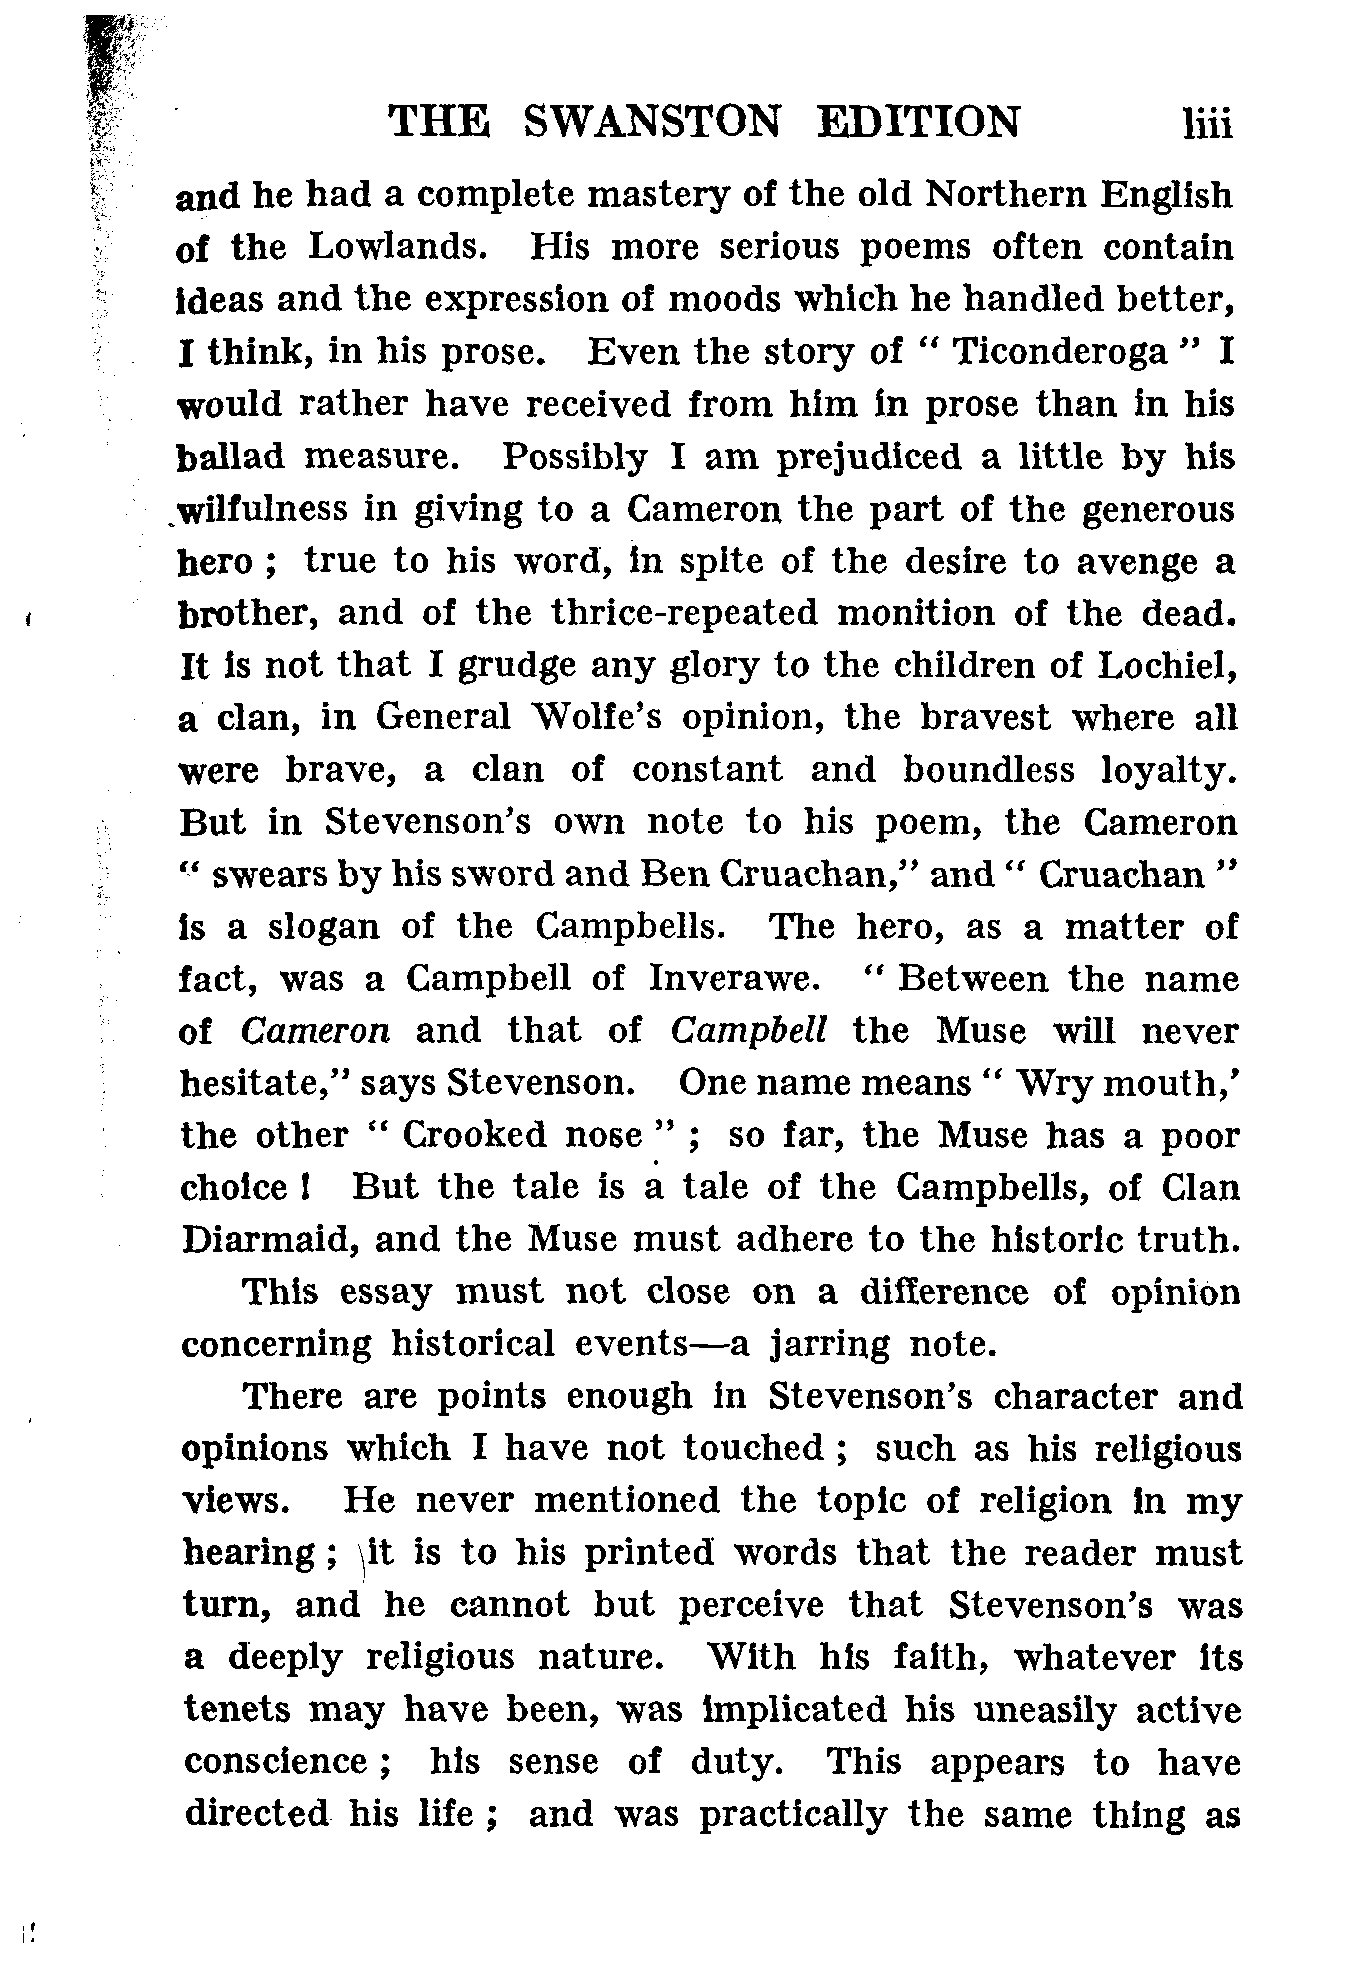 THE SWANSTON EDITION liii
and he had a complete mastery of the old Northern English
of the Lowlands. His more serious poems often contain
ideas and the expression of moods which he handled better,
I think, in his prose. Even the story of “ Ticonderoga ” I
would rather have received from him in prose than in his
ballad measure. Possibly I am prejudiced a little by his
wilfulness in giving to a Cameron the part of the generous
hero ; true to his word, in spite of the desire to avenge a
brother, and of the thrice-repeated monition of the dead.
It is not that I grudge any glory to the children of Lochiel,
a clan, in General Wolfe’s opinion, the bravest where all
were brave, a clan of constant and boundless loyalty.
But in Stevenson’s own note to his poem, the Cameron
“ swears by his sword and Ben Cruachan,” and “ Cruachan ”
is a slogan of the Campbells. The hero, as a matter of
fact, was a Campbell of Inverawe. “ Between the name
of Cameron and that of Campbell the Muse will never
hesitate,” says Stevenson. One name means “ Wry mouth,’
the other “ Crooked nose ” ; so far, the Muse has a poor
choice ! But the tale is a tale of the Campbells, of Clan
Diarmaid, and the Muse must adhere to the historic truth.
This essay must not close on a difference of opinion
concerning historical events—a jarring note.
There are points enough in Stevenson’s character and
opinions which I have not touched ; such as his religious
views. He never mentioned the topic of religion in my
hearing ; it is to his printed words that the reader must
turn, and he cannot but perceive that Stevenson’s was
a deeply religious nature. With his faith, whatever its
tenets may have been, was implicated his uneasily active
conscience ; his sense of duty. This appears to have
directed his life ; and was practically the same thing as